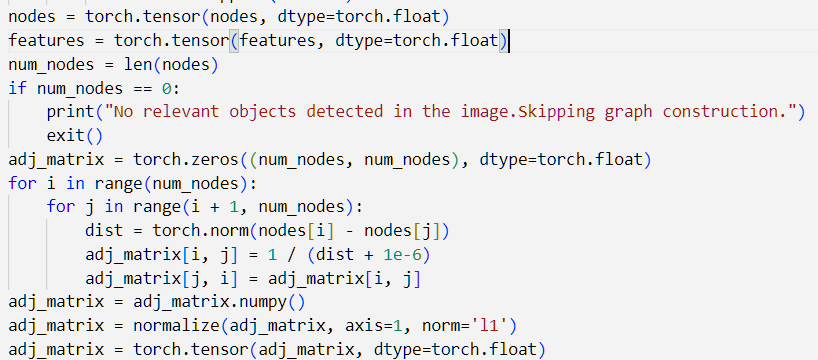 nodes = torch.tensor(nodes, dtype=torch.float)
features = torch.tensor(features, dtype=torch.float)
num_nodes = len(nodes)
if num_nodes == 0:
    print("No relevant objects detected in the image.Skipping graph construction.")
    exit()
adj_matrix = torch.zeros((num_nodes, num_nodes), dtype=torch.float)
for i in range(num_nodes):
    for j in range(i + 1, num_nodes):
        dist = torch.norm(nodes[i] - nodes[j])
        adj_matrix[i, j] = 1 / (dist + 1e-6)
        adj_matrix[j, i] = adj_matrix[i, j]
adj_matrix = adj_matrix.numpy()
adj_matrix = normalize(adj_matrix, axis=1, norm='l1')
adj_matrix = torch.tensor(adj_matrix, dtype=torch.float)